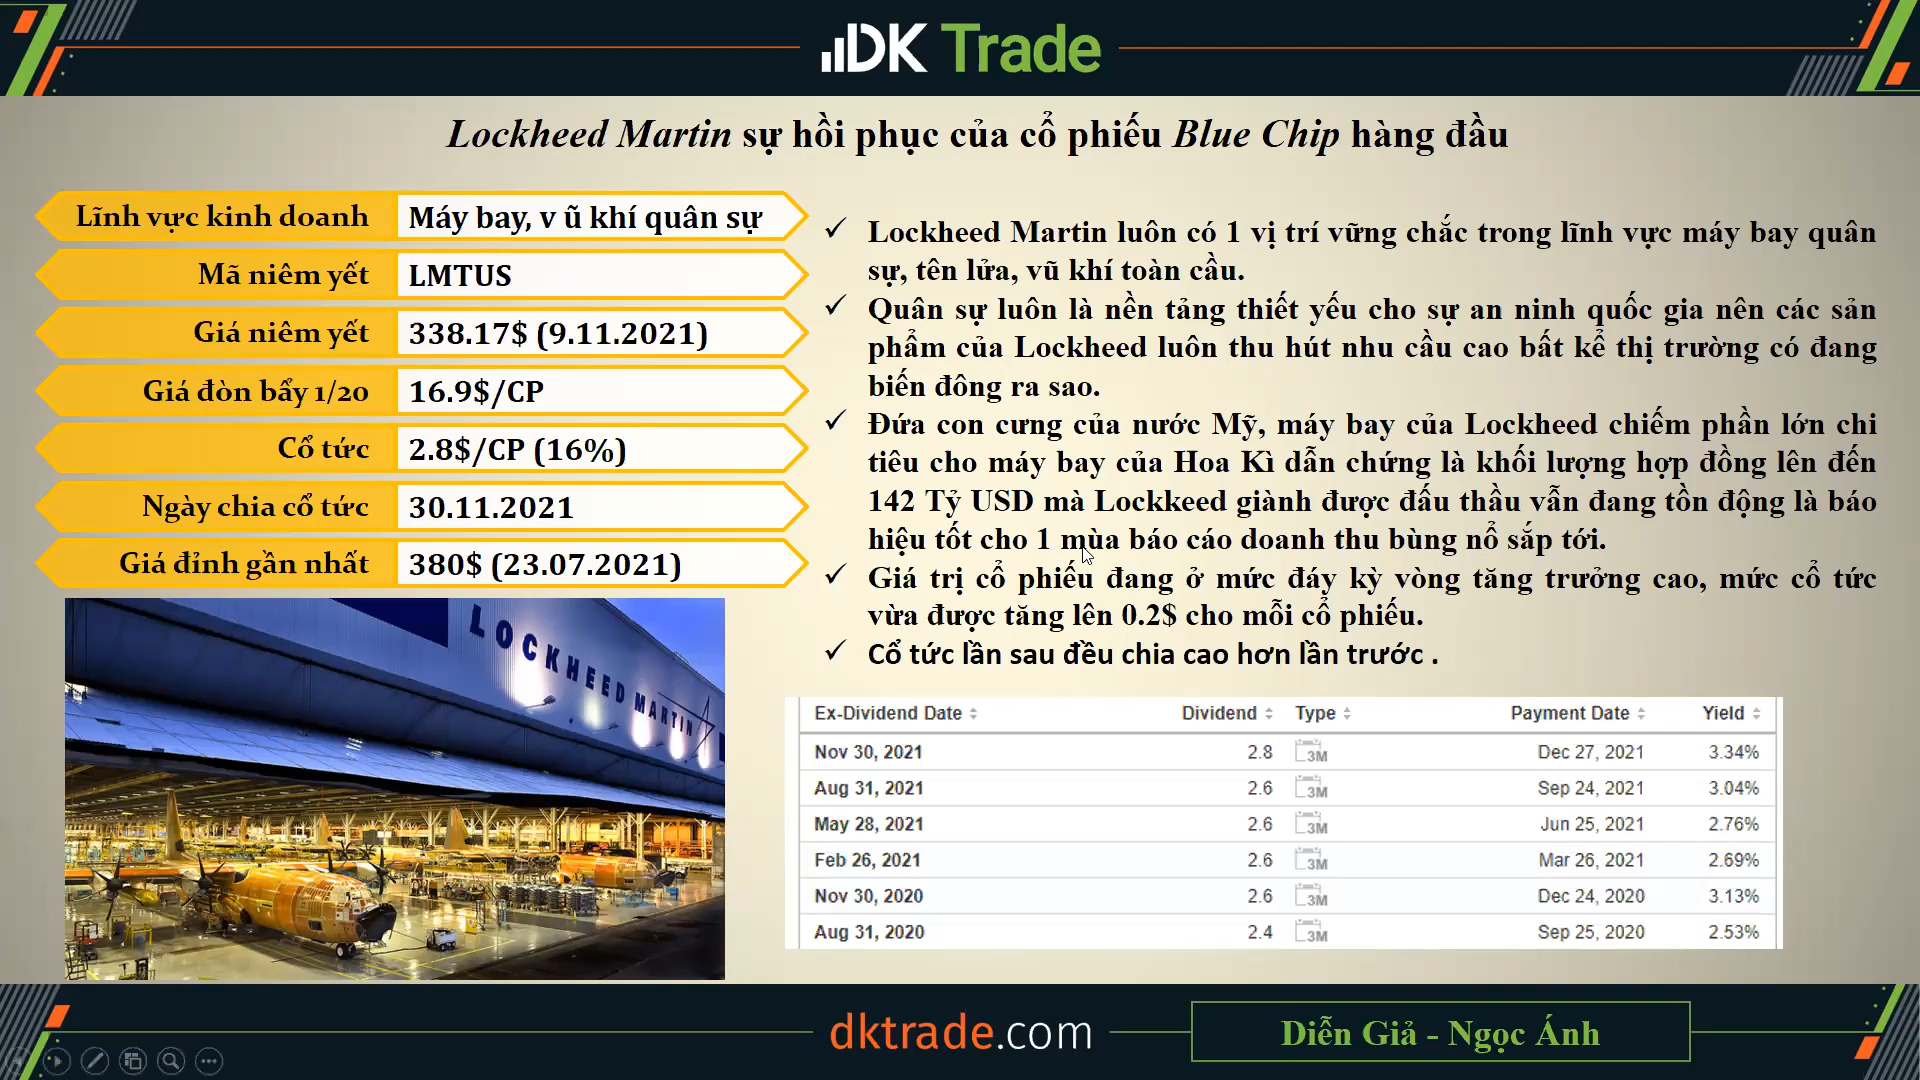 DK Trade
Lockheed Martin sự hồi phục của cổ phiếu Blue Chip hàng đầu
Lĩnh vực kinh doanh Máy bay, v ũ khí quân sự
Mã niêm yết LMTUS
Giá niêm yết 338.17$ (9.11.2021)
Giá đòn bẩy 1/20 16.9$/CP
Cổ tức 2.8$/CP (16%)
Ngày chia cổ tức 30.11.2021
Giá đỉnh gần nhất 380$ (23.07.2021)
LOCKHEED MARTIN
✓ Lockheed Martin luôn có 1 vị trí vững chắc trong lĩnh vực máy bay quân
sự, tên lửa, vũ khí toàn cầu.
✓ Quân sự luôn là nền tảng thiết yếu cho sự an ninh quốc gia nên các sản
phẩm của Lockheed luôn thu hút nhu cầu cao bất kể thị trường có đang
biến đông ra sao.
✓ Đứa con cưng của nước Mỹ, máy bay của Lockheed chiếm phần lớn chi
tiêu cho máy bay của Hoa Kì dẫn chứng là khối lượng hợp đồng lên đến
142 Tỷ USD mà Lockkeed giành được đấu thầu vẫn đang tồn động là báo
hiệu tốt cho 1 mùa báo cáo doanh thu bùng nổ sắp tới.
✓ Giá trị cổ phiếu đang ở mức đáy kỳ vòng tăng trưởng cao, mức cổ tức
vừa được tăng lên 0.2$ cho mỗi cổ phiếu.
✓ Cổ tức lần sau đều chia cao hơn lần trước .
Ex-Dividend Date Dividend Type Payment Date Yield
Nov 30, 2021 2.8 3M Dec 27, 2021 3.34%
Aug 31, 2021 2.6 3M Sep 24, 2021 3.04%
May 28, 2021 2.6 3M Jun 25, 2021 2.76%
Feb 26, 2021 2.6 3M Mar 26, 2021 2.69%
Nov 30, 2020 2.6 3M Dec 24, 2020 3.13%
Aug 31, 2020 2.4 3M Sep 25, 2020 2.53%
dktrade.com
Diễn Giả - Ngọc Ánh